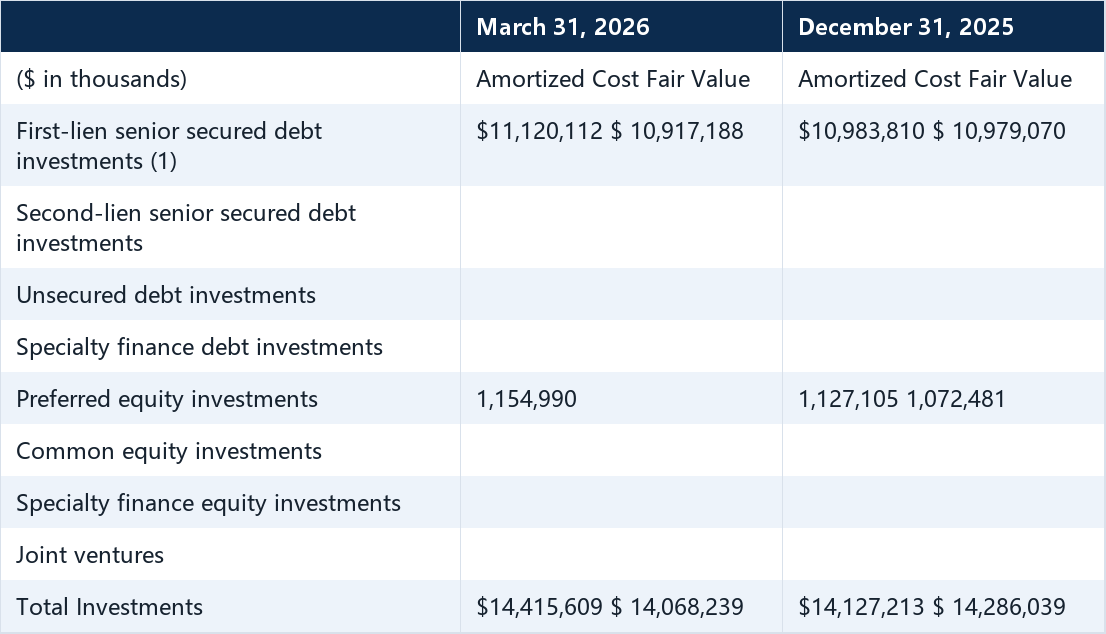 March 31, 2026 December 31, 2025
($ in thousands) Amortized Cost Fair Value Amortized Cost Fair Value
First-lien senior secured debt $11,120,112 $ 10,917,188 $10,983,810 $ 10,979,070
investments (1)
Second-lien senior secured debt
investments
Unsecured debt investments
Specialty finance debt investments
Preferred equity investments 1,154,990 1,127,105 1,072,481
Common equity investments
Specialty finance equity investments
Joint ventures
Total Investments $14,415,609 $ 14,068,239 $14,127,213 $ 14,286,039